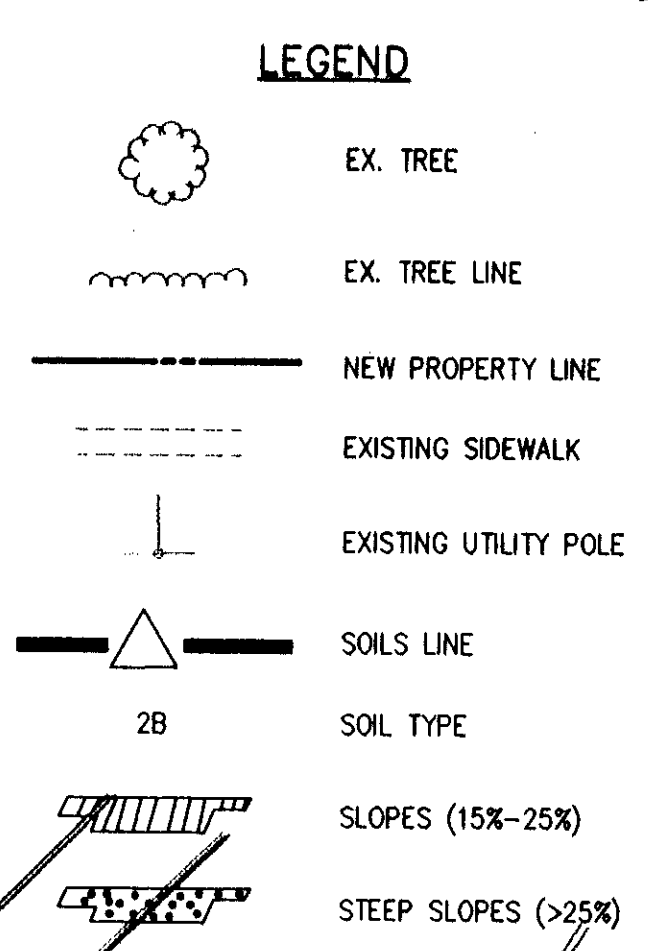 LEGEND
EX. TREE
EX. TREE LINE
NEW PROPERTY LINE
EXISTING SIDEWALK
EXISTING UTILITY POLE
SOILS LINE
2B SOIL TYPE
SLOPES (15%-25%)
STEEP SLOPES (>25%)